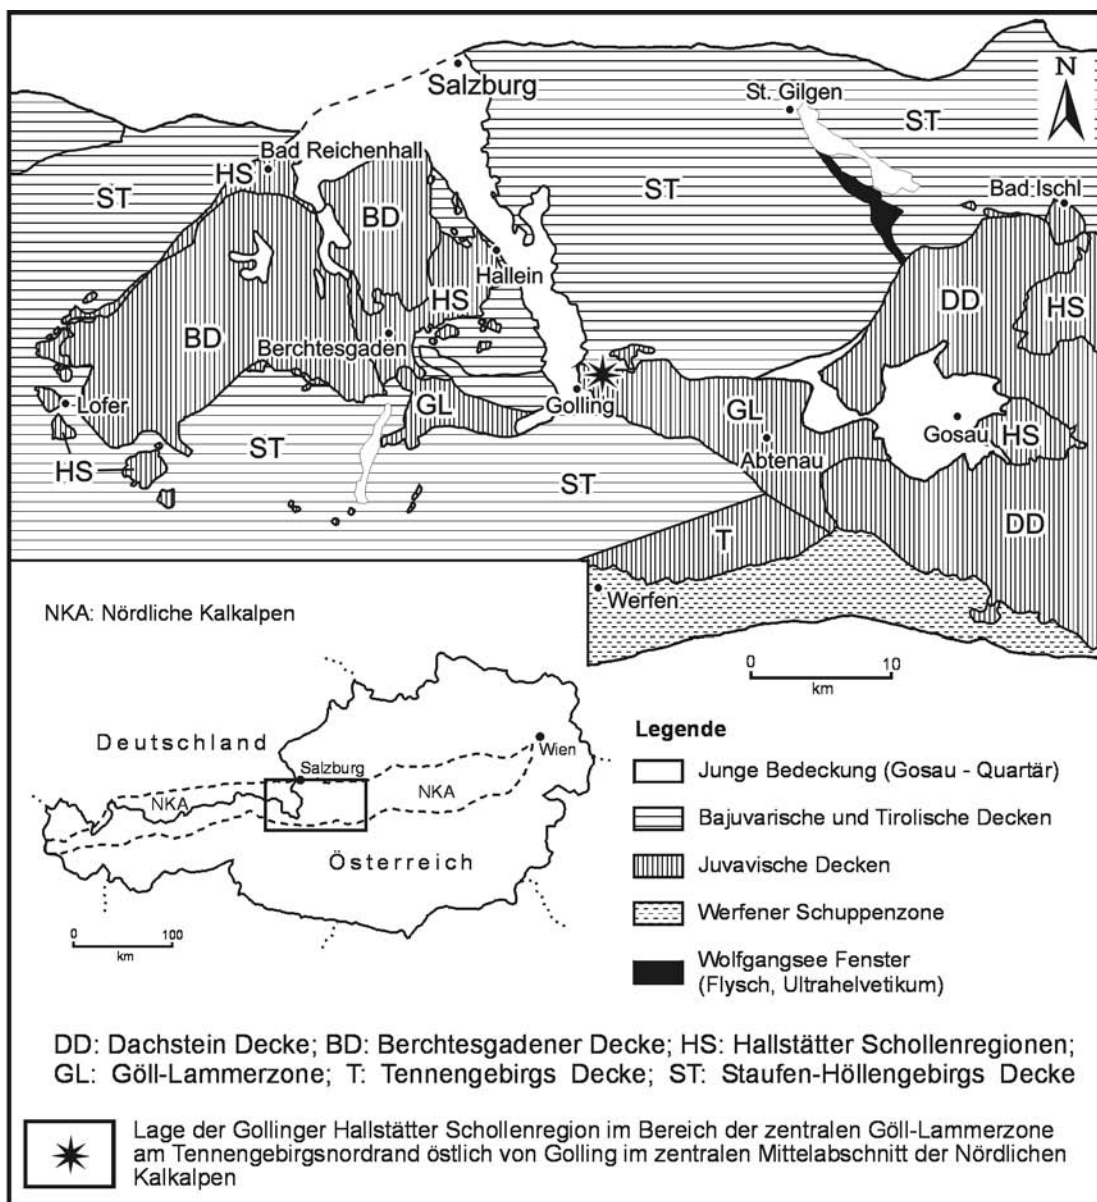 N
Salzburg
St. Gilgen
ST
Bad Reichenhall
HS
ST
ST
Bad Ischl
BD
Hallein
HS
DD
HS
BD
Berchtesgaden
Lofer
GL
Golling
GL
Gosau
HS
HS
ST
Abtenau
ST
DD
T
Werfen
NKA: Nördliche Kalkalpen
0 10
km
Deutschland
Wien
Salzburg
NKA
NKA
Österreich
0 100
km
Legende
Junge Bedeckung (Gosau - Quartär)
Bajuvarische und Tirolische Decken
Juvavische Decken
Werfener Schuppenzone
Wolfgangsee Fenster
(Flysch, Ultrahelvetikum)
DD: Dachstein Decke; BD: Berchtesgadener Decke; HS: Hallstätter Schollenregionen;
GL: Göll-Lammerzone; T: Tennengebirgs Decke; ST: Staufen-Höllengebirgs Decke
Lage der Gollinger Hallstätter Schollenregion im Bereich der zentralen Göll-Lammerzone
am Tennengebirgsnordrand östlich von Golling im zentralen Mittelabschnitt der Nördlichen
Kalkalpen